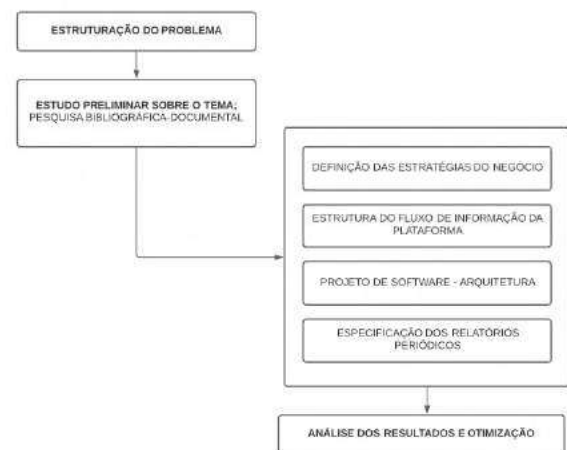 ESTRUTURAÇÃO DO PROBLEMA
ESTUDO PRELIMINAR SOBRE O TEMA;
PESQUISA BIBLIOGRÁFICA-DOCUMENTAL
DEFINIÇÃO DAS ESTRATÉGIAS DO NEGÓCIO
ESTRUTURA DO FLUXO DE INFORMAÇÃO DA
PLATAFORMA
PROJETO DE SOFTWARE - ARQUITETURA
ESPECIFICAÇÃO DOS RELATÓRIOS
PERIÓDICOS
ANÁLISE DOS RESULTADOS E OTIMIZAÇÃO